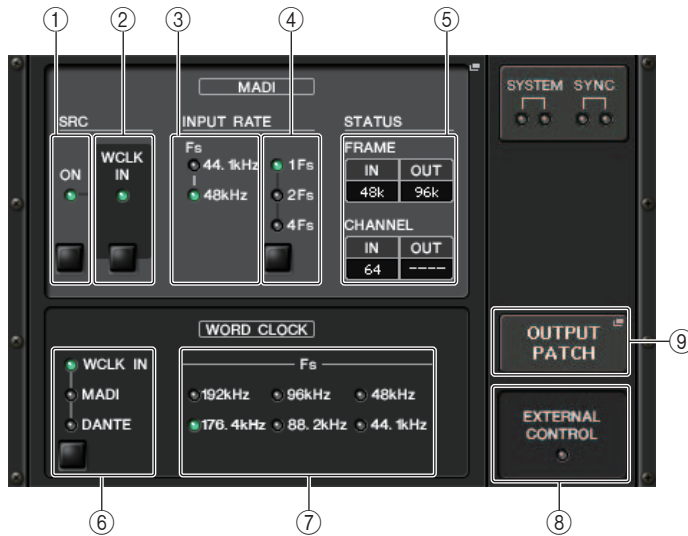 ① ② ③ ④ ⑤
MADI
SRC
ON
WCLK
IN
INPUT RATE
Fs
44.1kHz
48kHz
1Fs
2Fs
4Fs
STATUS
FRAME
IN OUT
48k 96k
CHANNEL
IN OUT
64 ----
SYSTEM SYNC
WORD CLOCK
WCLK IN
MADI
DANTE
Fs
192kHz 96kHz 48kHz
176.4kHz 88.2kHz 44.1kHz
OUTPUT
PATCH
⑨
EXTERNAL
CONTROL
⑥ ⑦ ⑧